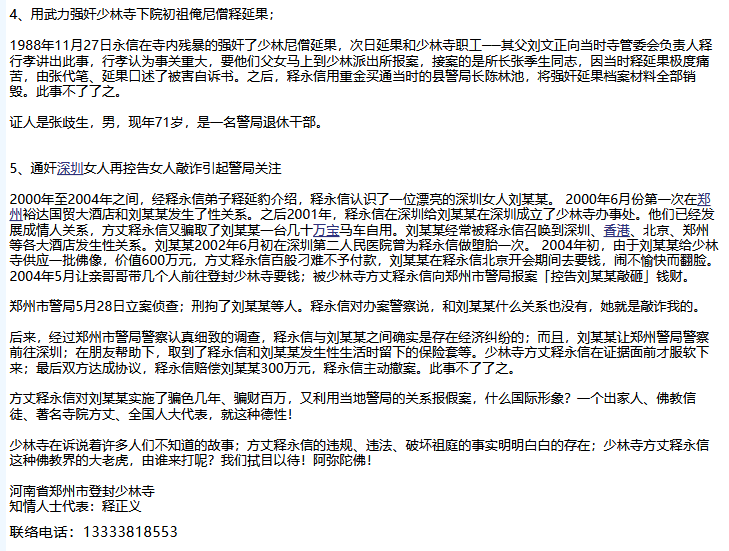 4、用武力强奸少林寺下院初祖俺尼僧释延果；
1988年11月27日永信在寺内残暴的强奸了少林尼僧延果，次日延果和少林寺职工──其父刘文正向当时寺管委会负责人释
行孝讲出此事，行孝认为事关重大，要他们父女马上到少林派出所报案，接案的是所长张季生同志，因当时释延果极度痛
苦，由张代笔、延果口述了被害自诉书。之后，释永信用重金买通当时的县警局长陈林池，将强奸延果档案材料全部销
毁。此事不了了之。
证人是张歧生，男，现年71岁，是一名警局退休干部。
5、通奸深圳女人再控告女人敲诈引起警局关注
2000年至2004年之间，经释永信弟子释延豹介绍，释永信认识了一位漂亮的深圳女人刘某某。 2000年6月份第一次在郑
州裕达国贸大酒店和刘某某发生了性关系。之后2001年，释永信在深圳给刘某某在深圳成立了少林寺办事处。他们已经发
展成情人关系，方丈释永信又骗取了刘某某一台几十万宝马车自用。刘某某经常被释永信召唤到深圳、香港、北京、郑州
等各大酒店发生性关系。刘某某2002年6月初在深圳第二人民医院曾为释永信做堕胎一次。 2004年初，由于刘某某给少林
寺供应一批佛像，价值600万元，方丈释永信百般刁难不予付款，刘某某在释永信北京开会期间去要钱，闹不愉快而翻脸。
2004年5月让亲哥哥带几个人前往登封少林寺要钱；被少林寺方丈释永信向郑州市警局报案「控告刘某某敲砸」钱财。
郑州市警局5月28日立案侦查；刑拘了刘某某等人。释永信对办案警察说，和刘某某什么关系也没有，她就是敲诈我的。
后来，经过郑州市警局警察认真细致的调查，释永信与刘某某之间确实是存在经济纠纷的；而且，刘某某让郑州警局警察
前往深圳；在朋友帮助下，取到了释永信和刘某某发生性生活时留下的保险套等。少林寺方丈释永信在证据面前才服软下
来；最后双方达成协议，释永信赔偿刘某某300万元，释永信主动撤案。此事不了了之。
方丈释永信对刘某某实施了骗色几年、骗财百万，又利用当地警局的关系报假案，什么国际形象？一个出家人、佛教信
徒、著名寺院方丈、全国人大代表，就这种德性！
少林寺在诉说着许多人们不知道的故事；方丈释永信的违规、违法、破坏祖庭的事实明明白白的存在；少林寺方丈释永信
这种佛教界的大老虎，由谁来打呢？我们拭目以待！阿弥陀佛！
河南省郑州市登封少林寺
知情人士代表：释正义
联络电话：13333818553